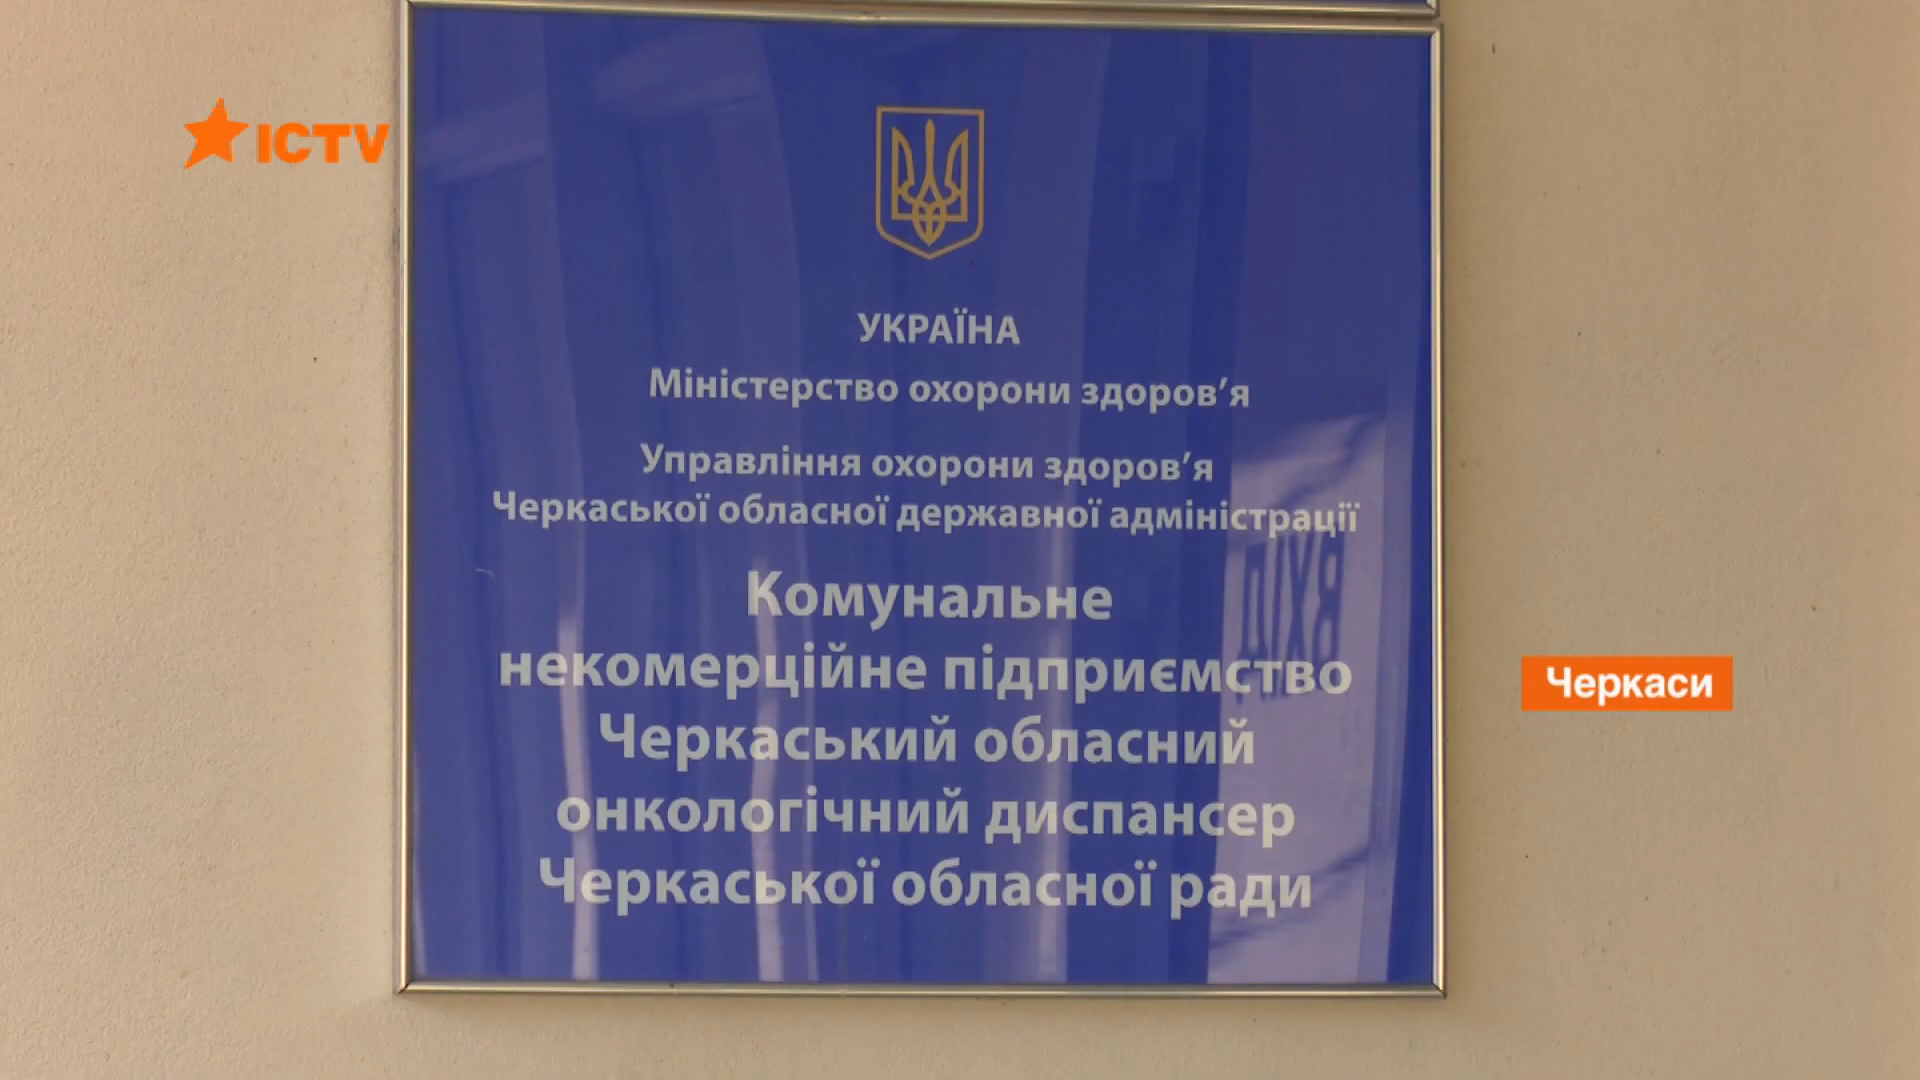 ICTV
УКРАЇНА
Міністерство охорони здоров’я
Управління охорони здоров’я
Черкаської обласної державної адміністрації
Комунальне
некомерційне підприємство
Черкаський обласний
онкологічний диспансер
Черкаської обласної ради
Черкаси